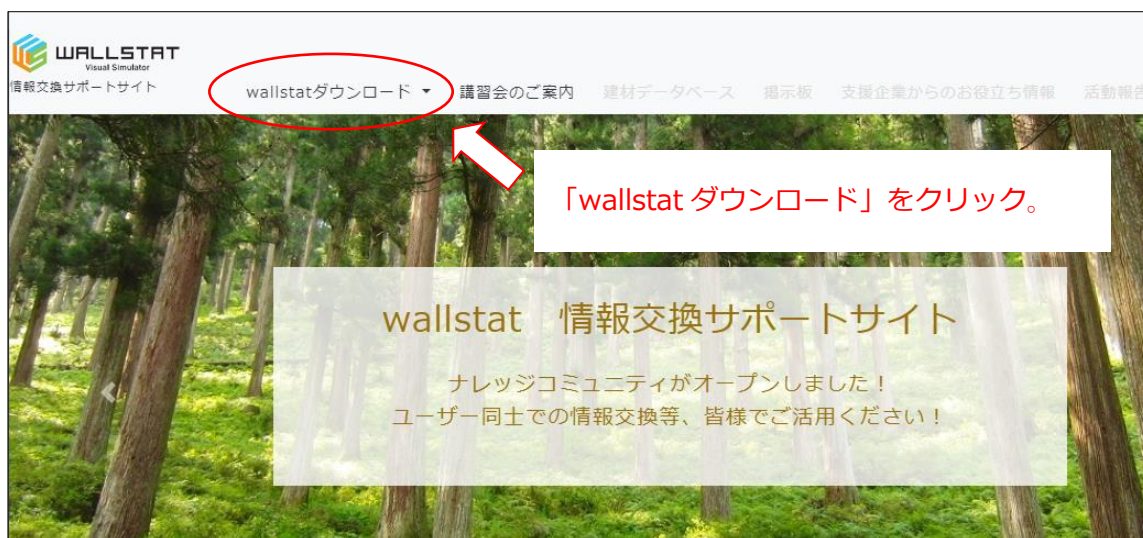 WALLSTAT
Visual Simulator
情報交換サポートサイト
wallstatダウンロード 講習会のご案内 建材データベース 掲示板 支援企業からのお役立ち情報 活動報告
「wallstat ダウンロード」をクリック。
wallstat 情報交換サポートサイト
ナレッジコミュニティがオープンしました！
ユーザー同士での情報交換等、皆様でご活用ください！